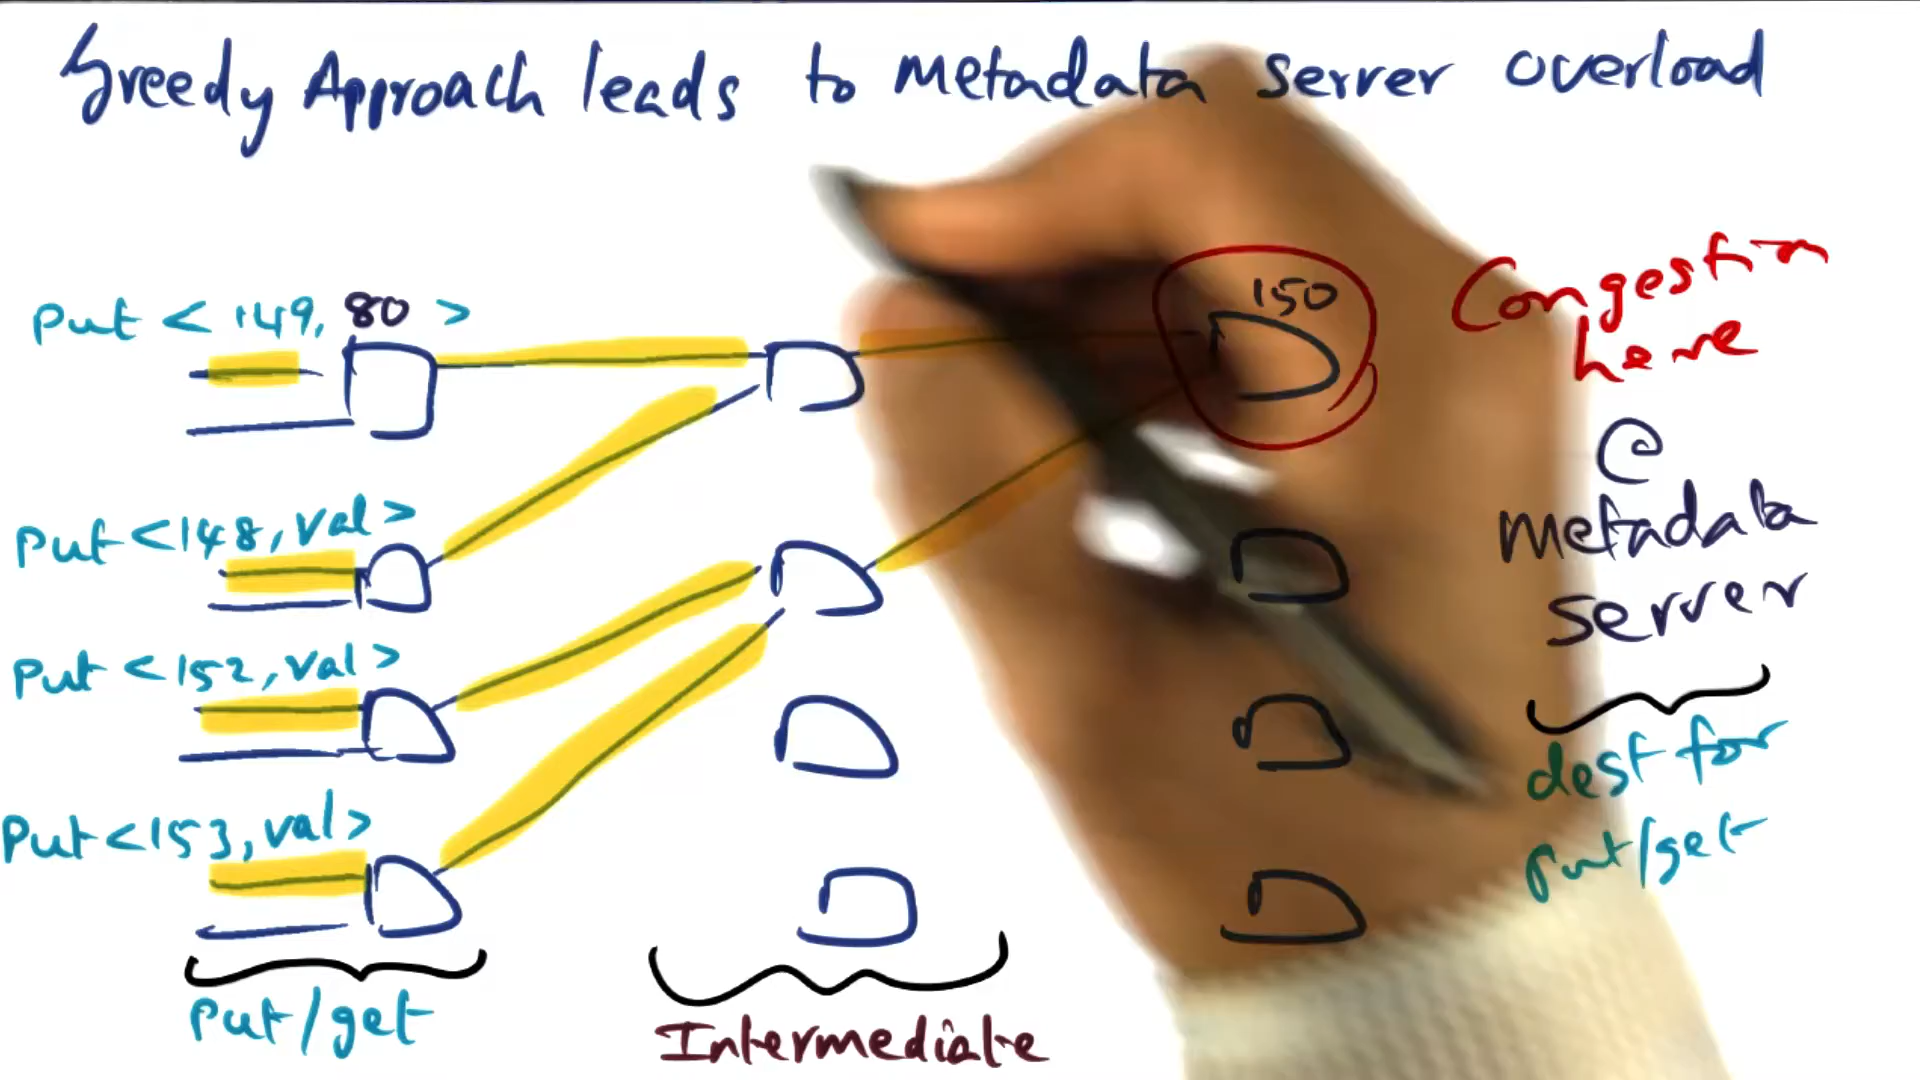 Greedy Approach leads to Metadata server overload
Put < 149, 80 >
150
Congestion
here
@
metadata
server
Put <148, val>
Put <152, val>
dest for
put/get
Put <153, val>
Put/get
Intermediate